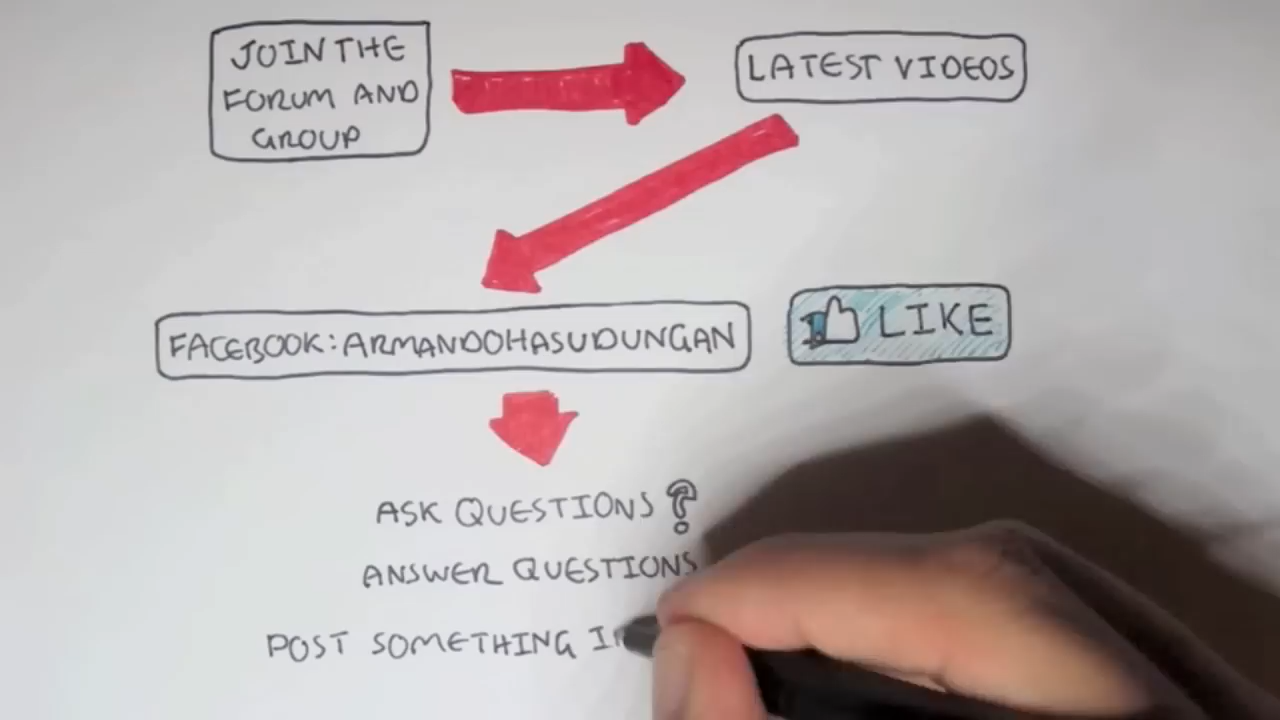 JOIN THE
FORUM AND
GROUP
LATEST VIDEOS
FACEBOOK:ARMANDOHASUDUNGAN
LIKE
ASK QUESTIONS?
ANSWER QUESTIONS
POST SOMETHING